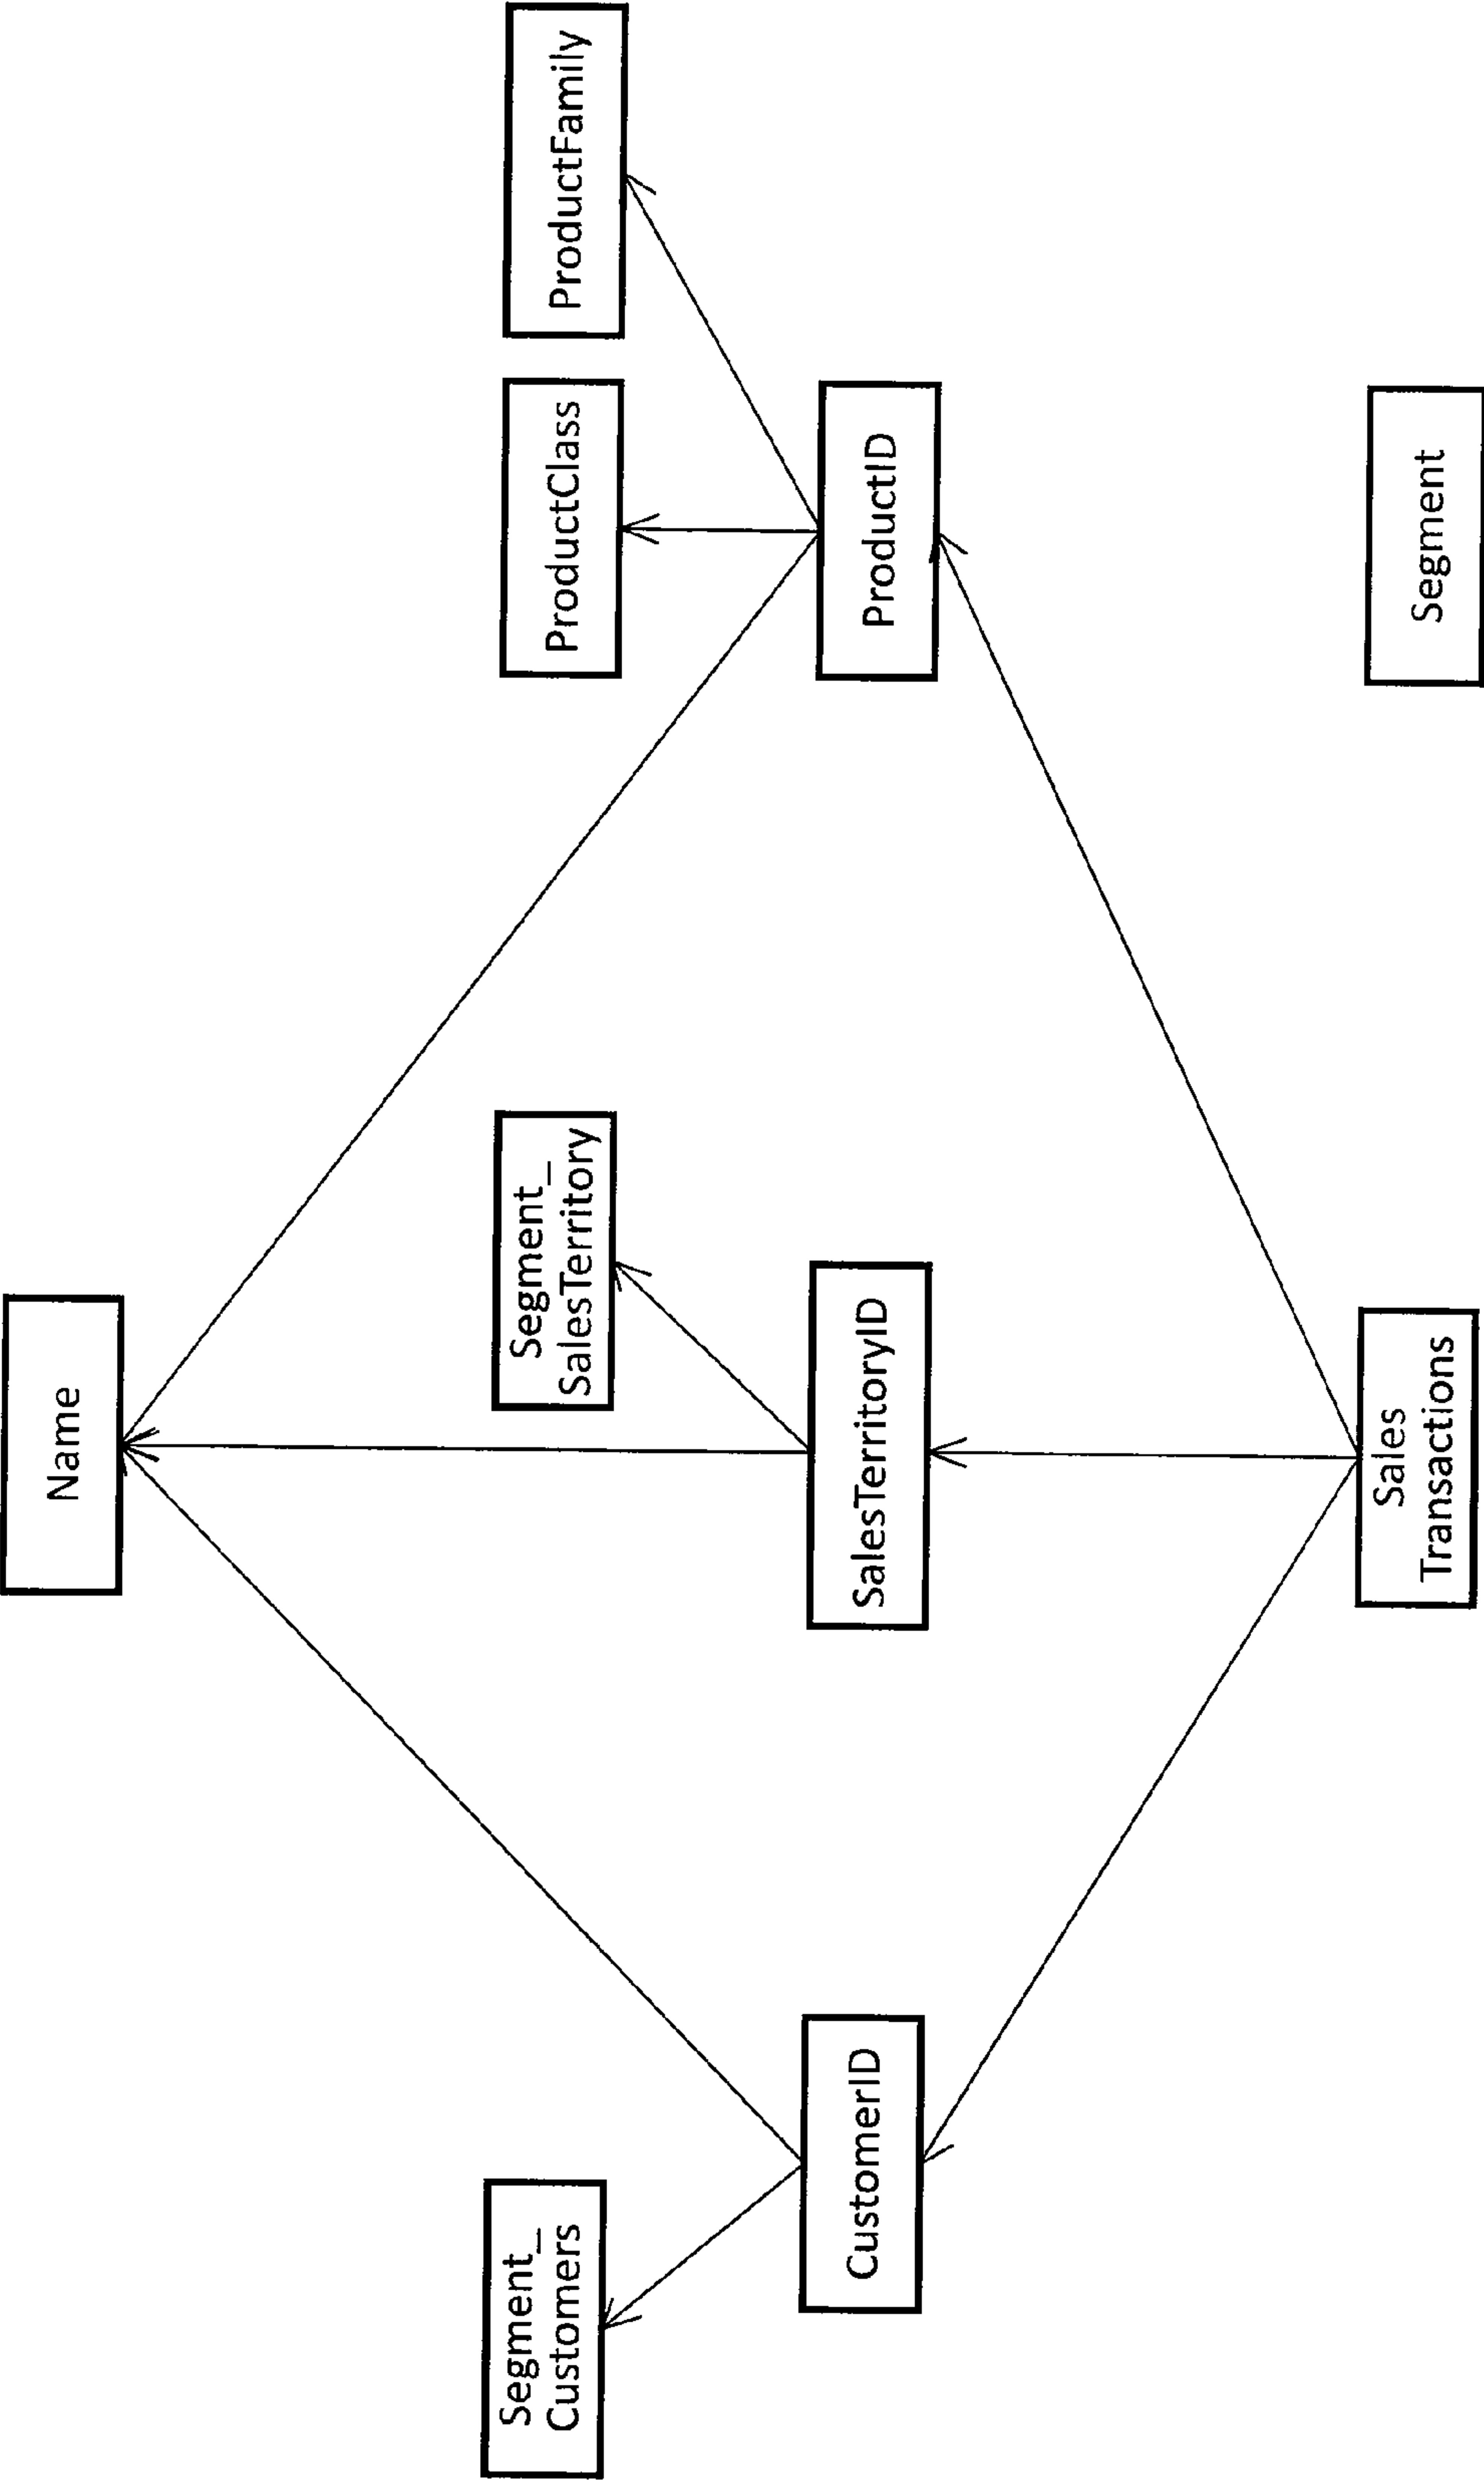 Name
Segment_
Customers
Segment_
SalesTerritory
ProductClass
ProductFamily
CustomerID
SalesTerritoryID
ProductID
Sales
Transactions
Segment